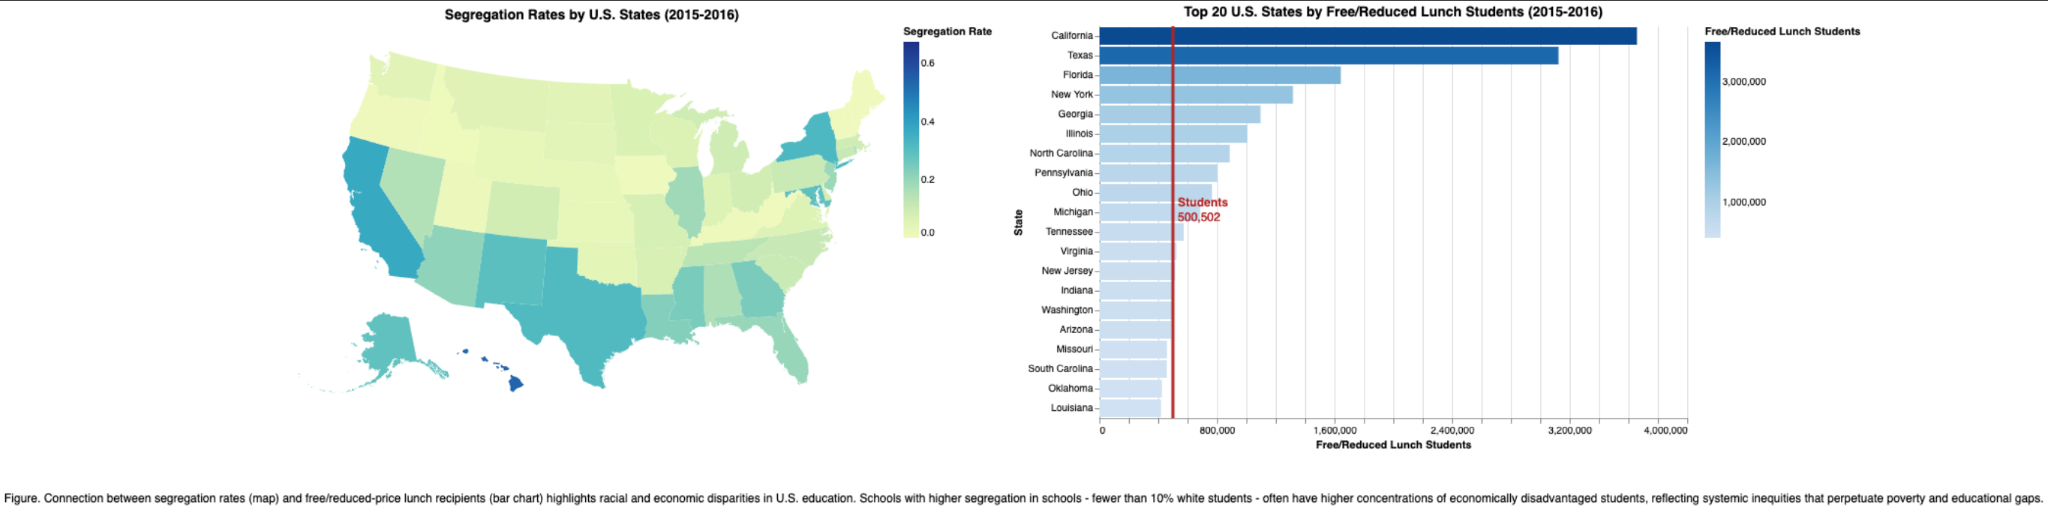 Segregation Rates by U.S. States (2015-2016)
Segregation Rate
0.6
0.4
0.2
0.0
Top 20 U.S. States by Free/Reduced Lunch Students (2015-2016)
State
California
Texas
Florida
New York
Georgia
Illinois
North Carolina
Pennsylvania
Ohio
Michigan
Tennessee
Virginia
New Jersey
Indiana
Washington
Arizona
Missouri
South Carolina
Oklahoma
Louisiana
Students
500,502
0 800,000 1,600,000 2,400,000 3,200,000 4,000,000
Free/Reduced Lunch Students
Free/Reduced Lunch Students
3,000,000
2,000,000
1,000,000
Figure. Connection between segregation rates (map) and free/reduced-price lunch recipients (bar chart) highlights racial and economic disparities in U.S. education. Schools with higher segregation in schools - fewer than 10% white students - often have higher concentrations of economically disadvantaged students, reflecting systemic inequities that perpetuate poverty and educational gaps.